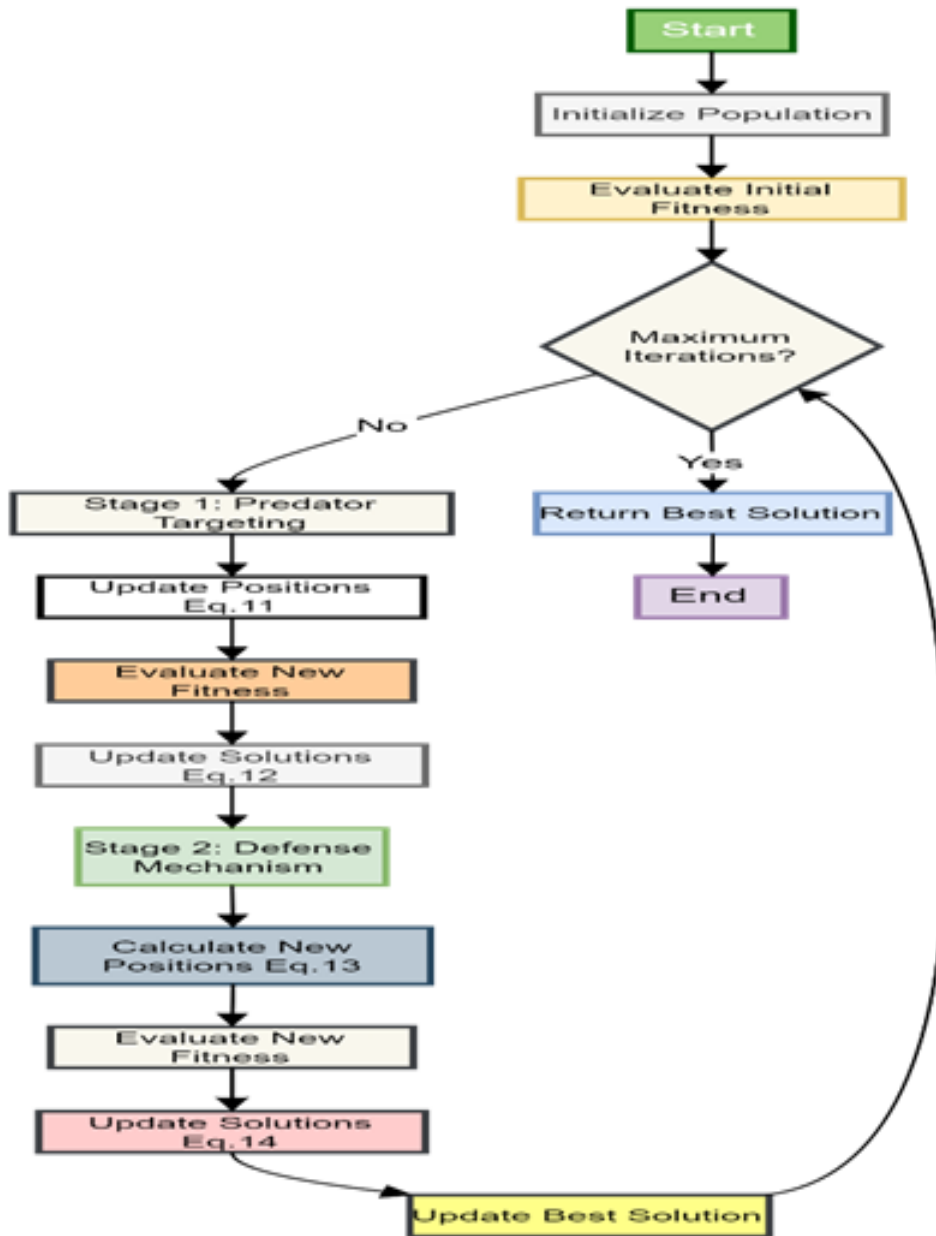 Start
Initialize Population
Evaluate Initial
Fitness
Maximum
Iterations?
No
Yes
Stage 1: Predator
Targeting
Return Best Solution
Update Positions
Eq.11
End
Evaluate New
Fitness
Update Solutions
Eq.12
Stage 2: Defense
Mechanism
Calculate New
Positions Eq.13
Evaluate New
Fitness
Update Solutions
Eq.14
Update Best Solution